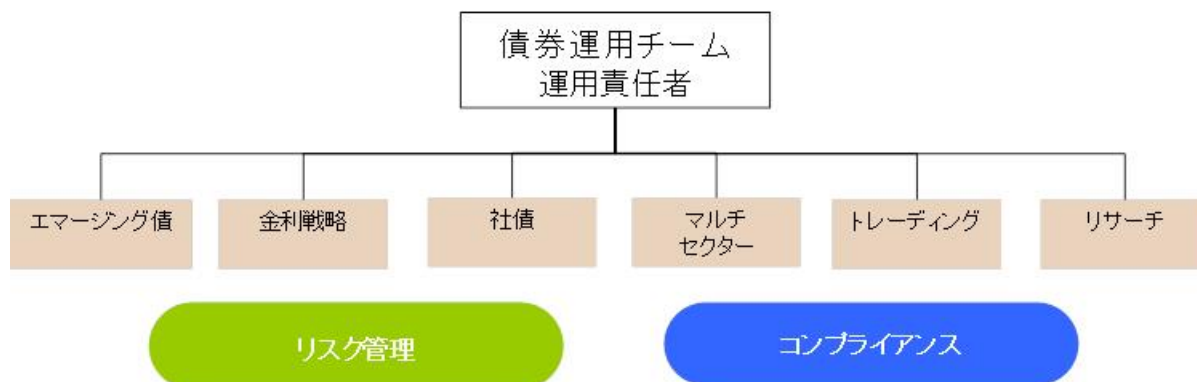 債券運用チーム
運用責任者
エマージング債
金利戦略
社債
マルチ
セクター
トレーディング
リサーチ
リスク管理
コンプライアンス